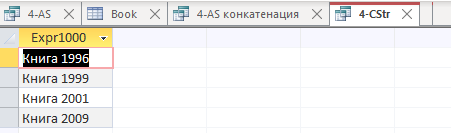 4-AS Book 4-AS конкатенация 4-CStr
Expr1000
Книга 1996
Книга 1999
Книга 2001
Книга 2009